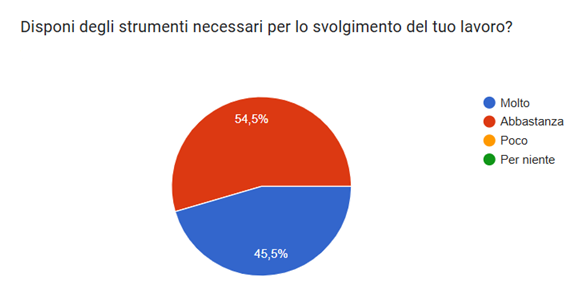 Disponi degli strumenti necessari per lo svolgimento del tuo lavoro?
54,5%
45,5%
Molto
Abbastanza
Poco
Per niente